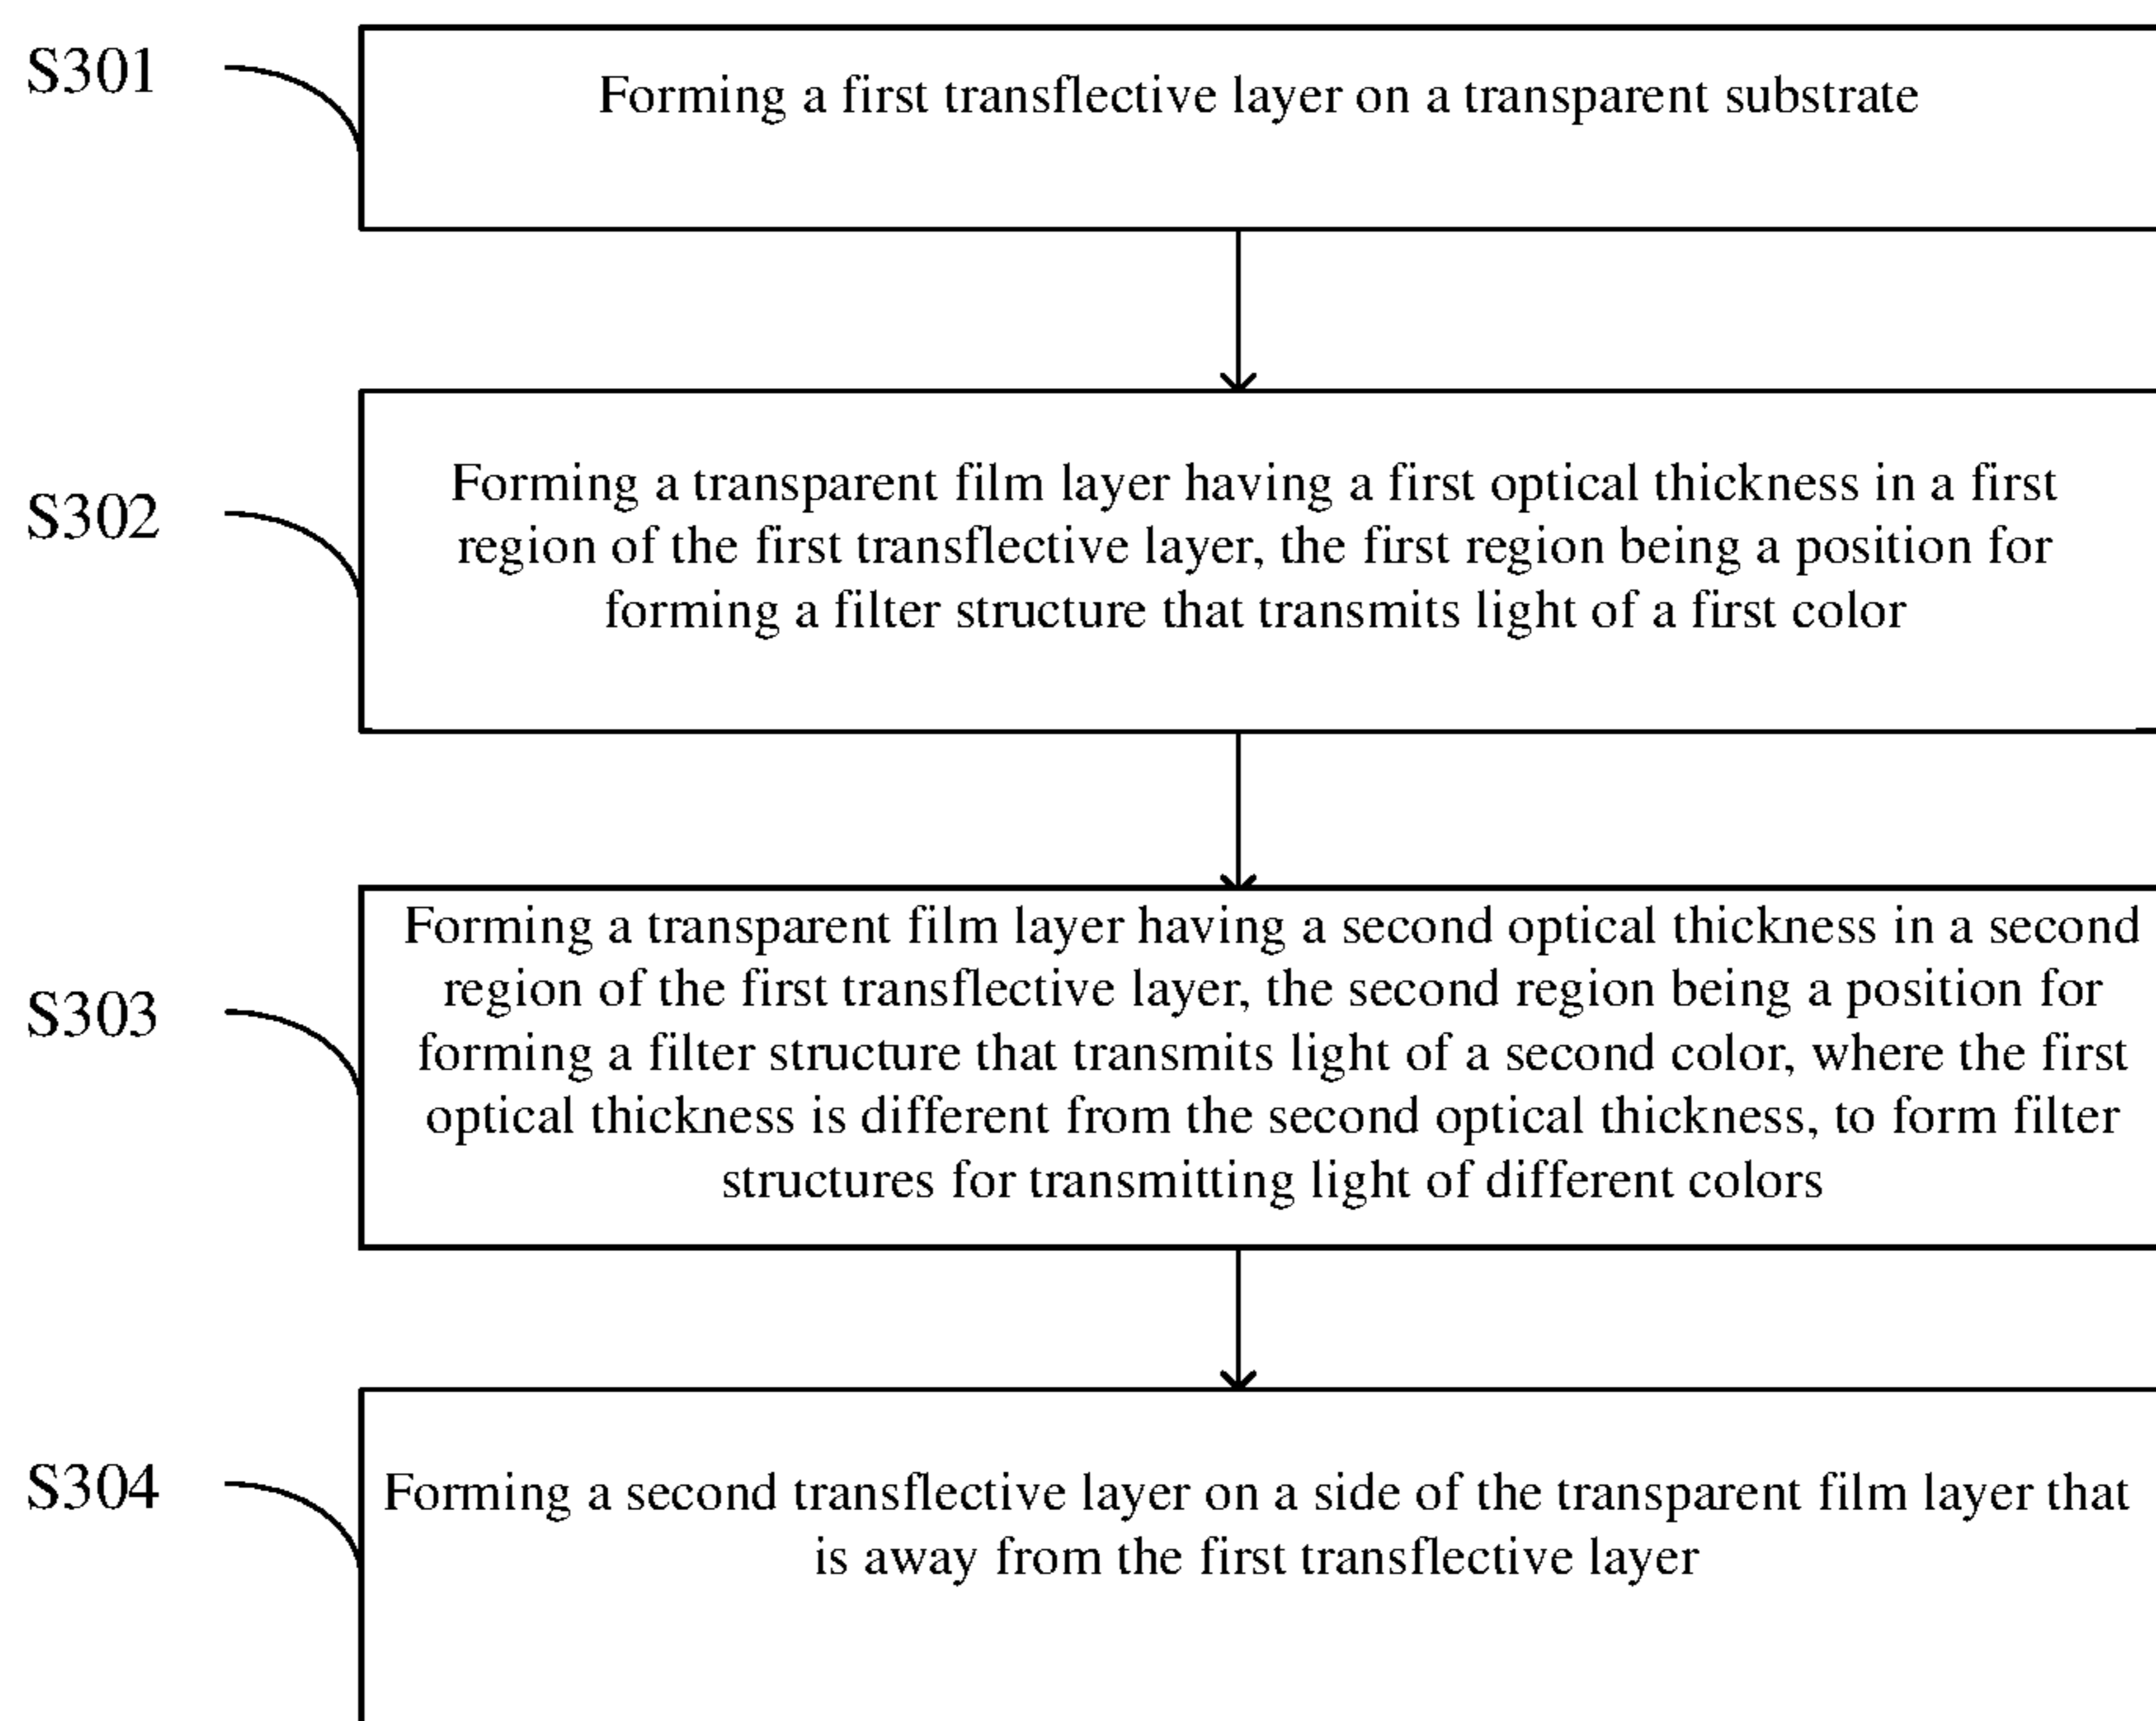 S301
Forming a first transflective layer on a transparent substrate
S302
Forming a transparent film layer having a first optical thickness in a first
region of the first transflective layer, the first region being a position for
forming a filter structure that transmits light of a first color
S303
Forming a transparent film layer having a second optical thickness in a second
region of the first transflective layer, the second region being a position for
forming a filter structure that transmits light of a second color, where the first
optical thickness is different from the second optical thickness, to form filter
structures for transmitting light of different colors
S304
Forming a second transflective layer on a side of the transparent film layer that
is away from the first transflective layer